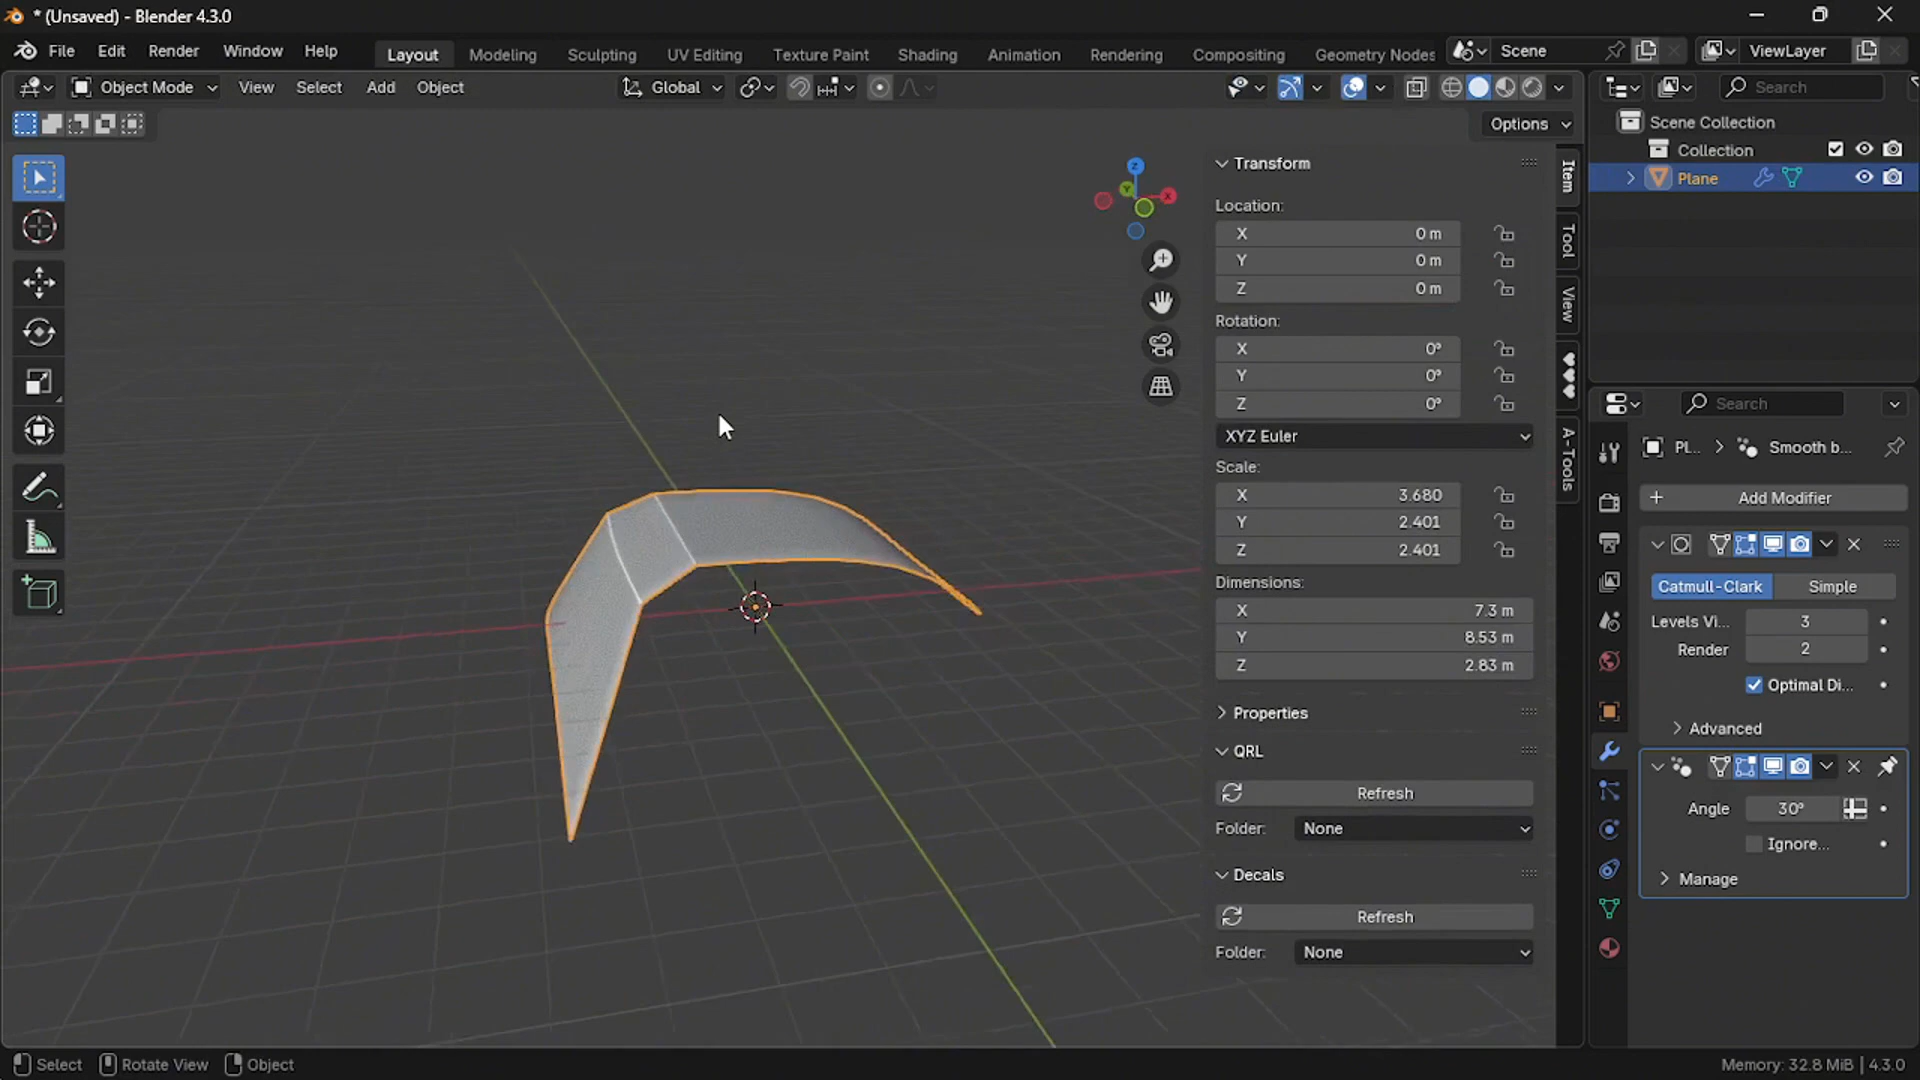 * (Unsaved) - Blender 4.3.0
File Edit Render Window Help Layout Modeling Sculpting UV Editing Texture Paint Shading Animation Rendering Compositing Geometry Nodes Scene ViewLayer
Object Mode View Select Add Object Global Search
Options
Scene Collection
Collection
Plane
Transform
Location:
X 0 m
Y 0 m
Z 0 m
Rotation:
X 0°
Y 0°
Z 0°
XYZ Euler
Scale:
X 3.680
Y 2.401
Z 2.401
Dimensions:
X 7.3 m
Y 8.53 m
Z 2.83 m
Properties
QRL
Refresh
Folder: None
Decals
Refresh
Folder: None
Item
Tool
View
♥♥♥
A-Tools
Z
Y
X
Search
Pl... > Smooth b...
+ Add Modifier
Catmull-Clark Simple
Levels Vi... 3
Render 2
Optimal Di...
Advanced
Angle 30°
Ignore...
Manage
Select Rotate View Object
Memory: 32.8 MiB | 4.3.0